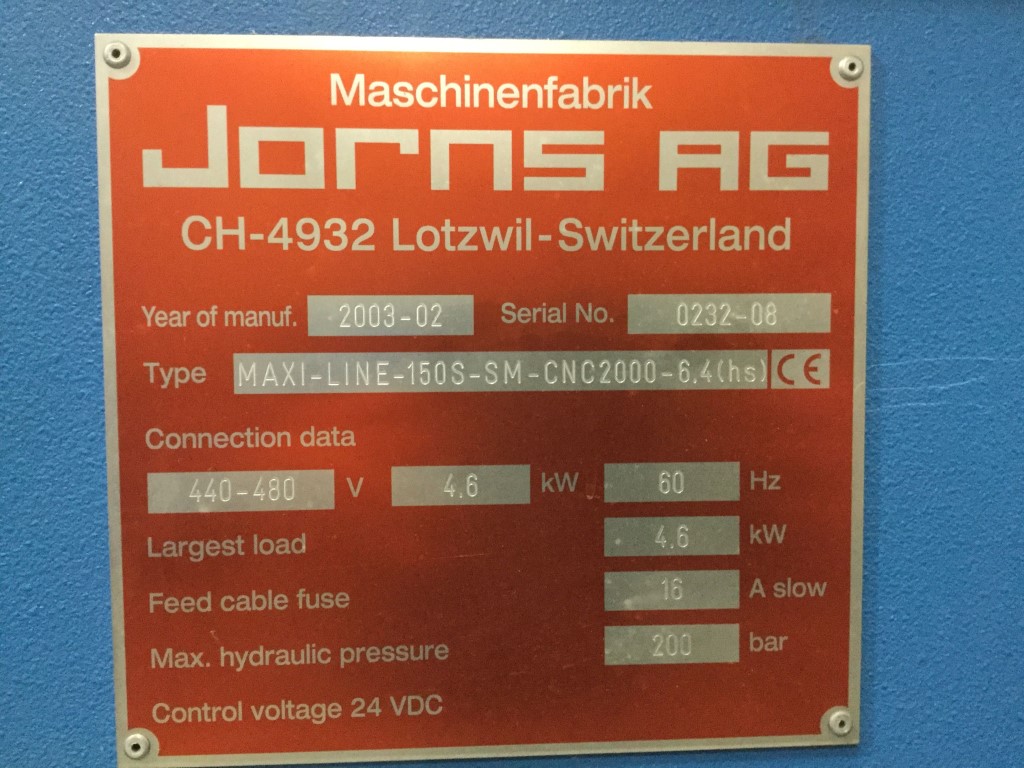 Maschinenfabrik
Jorns AG
CH-4932 Lotzwil-Switzerland
Year of manuf. 2003-02 Serial No. 0232-08
Type MAXI-LINE-150S-SM-CNC2000-6.4(hs) CE
Connection data
440-480 V 4.6 kW 60 Hz
Largest load 4.6 kW
Feed cable fuse 16 A slow
Max. hydraulic pressure 200 bar
Control voltage 24 VDC